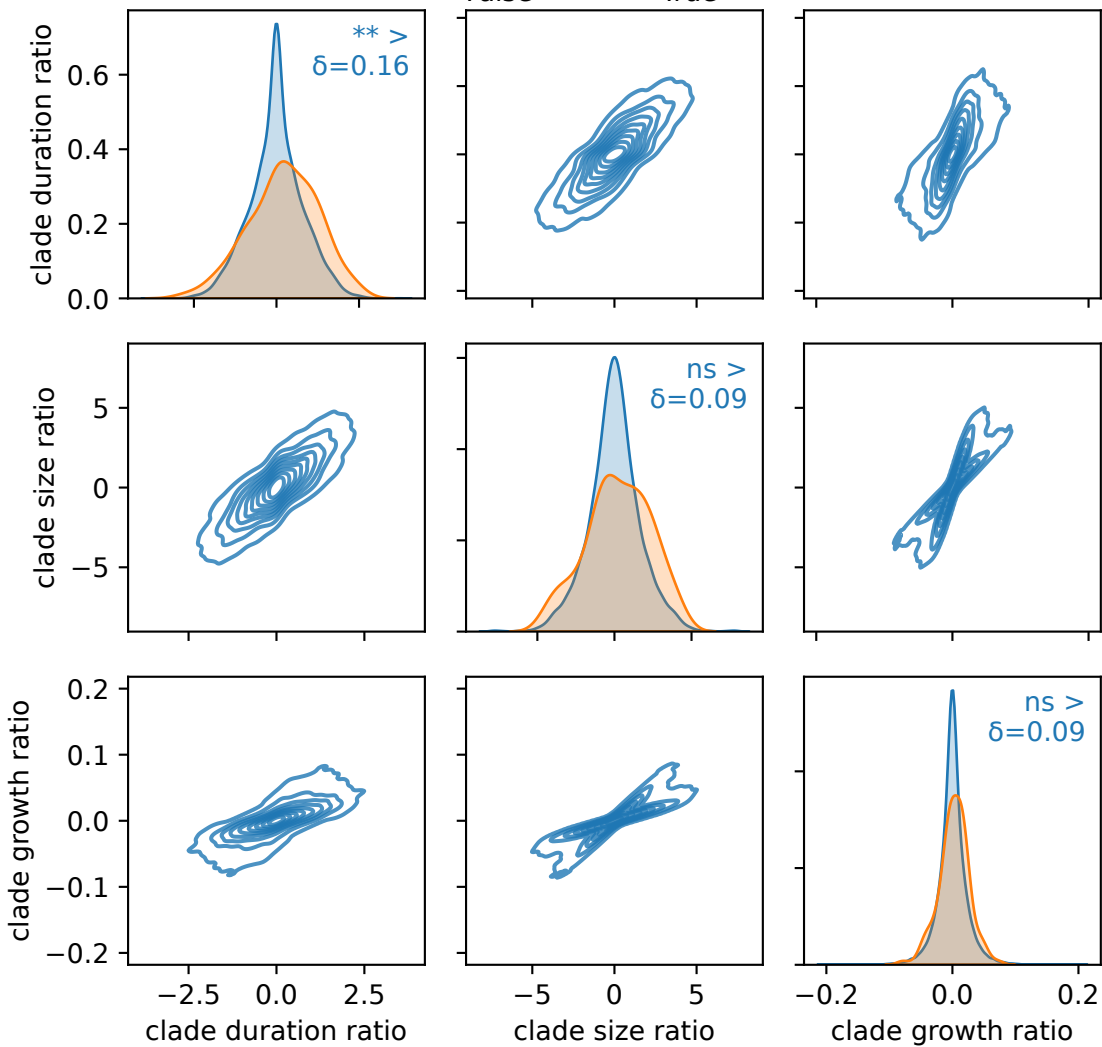 True
clade duration ratio
0.6
0.4
0.2
0.0
** >
δ=0.16
clade size ratio
5
0
−5
ns >
δ=0.09
clade growth ratio
0.2
0.1
0.0
−0.1
−0.2
ns >
δ=0.09
−2.5 0.0 2.5
−5 0 5
−0.2 0.0 0.2
clade duration ratio
clade size ratio
clade growth ratio